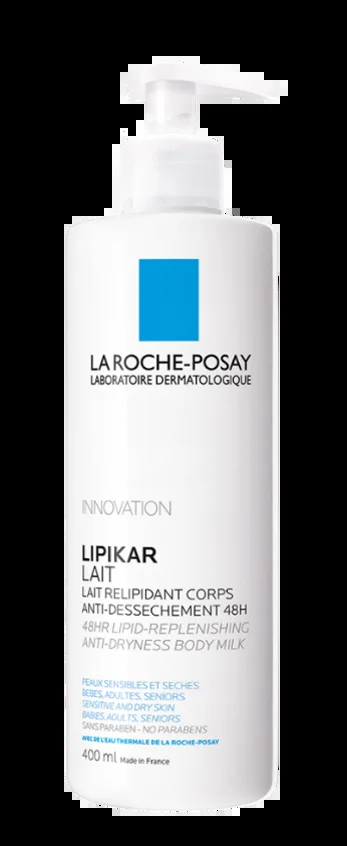 LA ROCHE-POSAY
LABORATOIRE DERMATOLOGIQUE
INNOVATION
LIPIKAR
LAIT
LAIT RELIPIDANT CORPS
ANTI-DESSECHEMENT 48H
48HR LIPID-REPLENISHING
ANTI-DRYNESS BODY MILK
PEAUX SENSIBLES ET SECHES
BEBES, ADULTES, SENIORS
SENSITIVE AND DRY SKIN
BABIES, ADULTS, SENIORS
SANS PARABEN - NO PARABENS
AVEC DE L'EAU THERMALE DE LA ROCHE-POSAY
400 ml Made in France